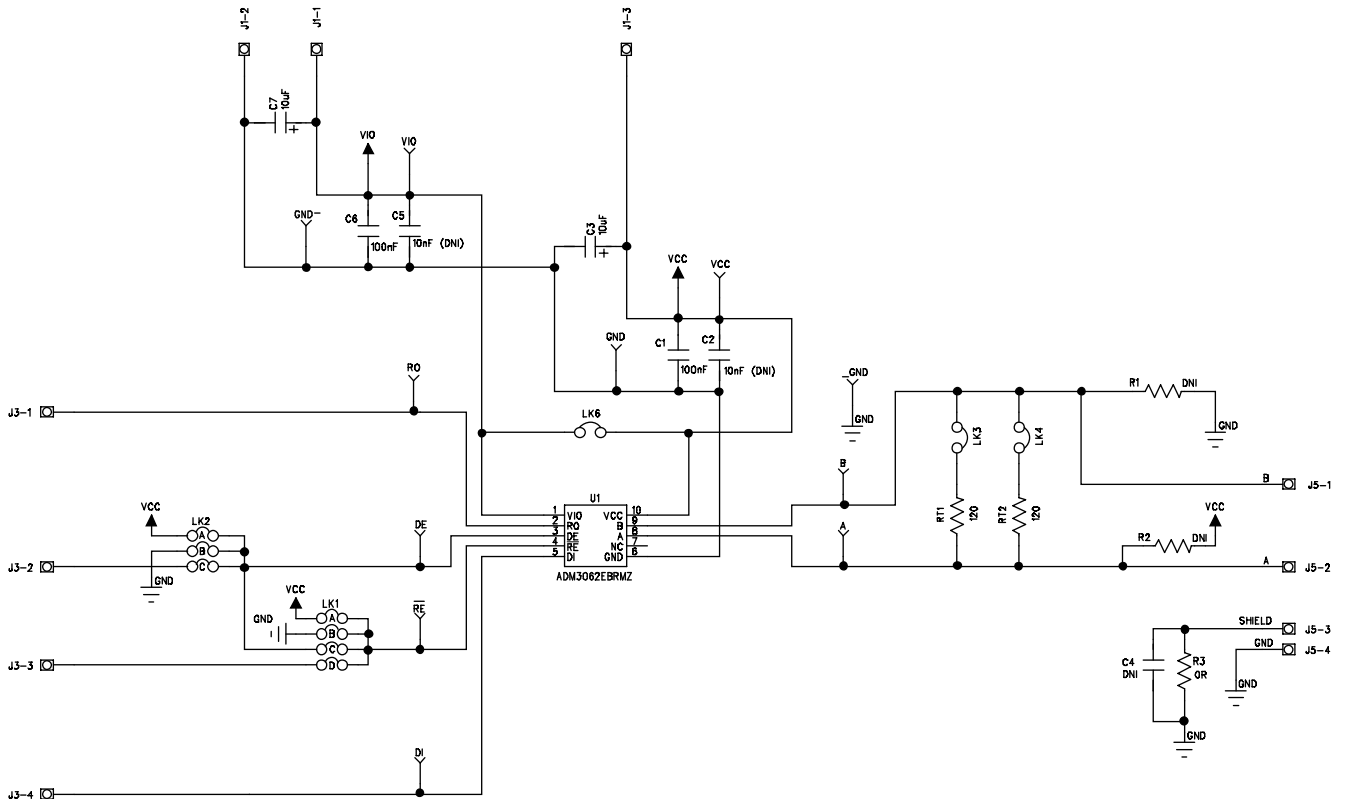 J1-2
J1-1
J1-3
C7
10uF
+
VIO
VIO
GND-
C6
100nF
C5
10nF (DNI)
C3
10uF
+
VCC
VCC
GND
C1
100nF
C2
10nF (DNI)
RO
J3-1
LK6
_GND
GND
R1
DNI
GND
LK3
LK4
B
J5-1
B
U1
1
VIO
VCC
10
2
RO
B
9
3
DE
A
8
4
RE
NC
7
5
DI
GND
6
ADM3062EBRMZ
A
RT1
120
RT2
120
VCC
R2
DNI
A
J5-2
VCC
LK2
A
B
C
GND
J3-2
DE
VCC
LK1
A
GND
B
C
D
RE
J3-3
SHIELD
J5-3
GND
J5-4
C4
DNI
R3
0R
GND
GND
DI
J3-4